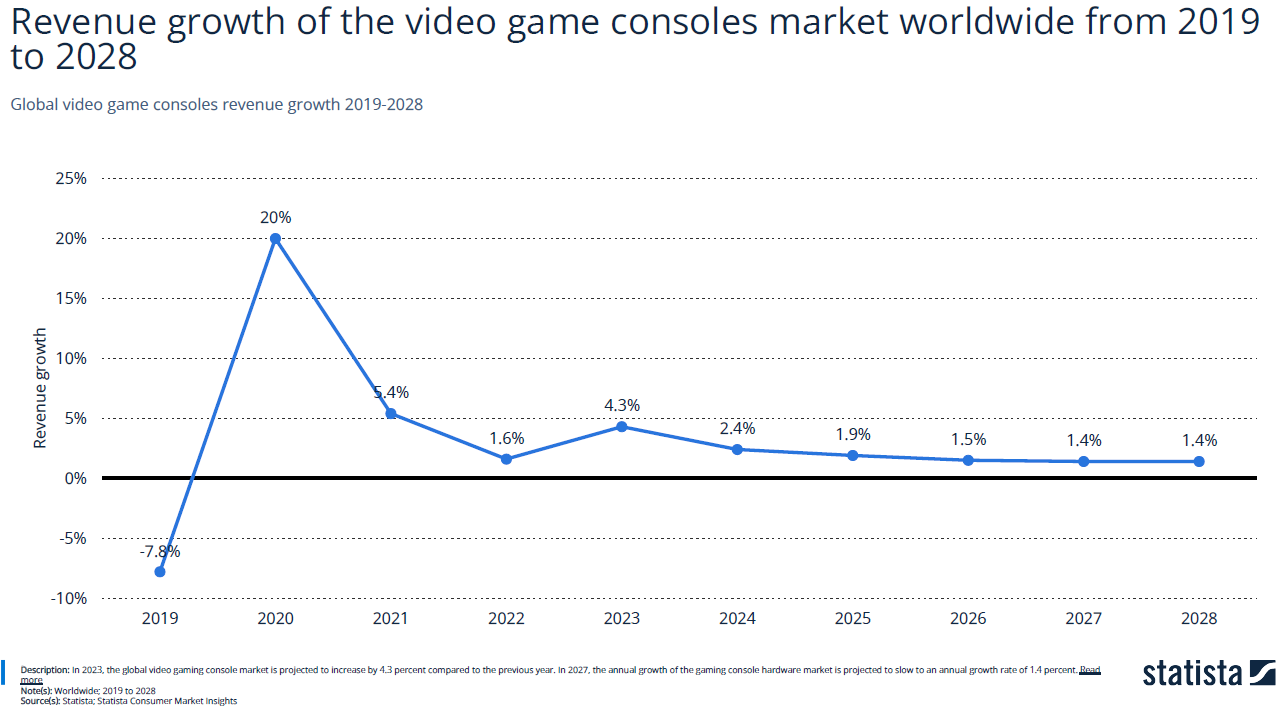 Revenue growth of the video game consoles market worldwide from 2019
to 2028
Global video game consoles revenue growth 2019-2028
25%
20%
15%
10%
5%
0%
-5%
-10%
Revenue growth
-7.8%
20%
5.4%
1.6%
4.3%
2.4%
1.9%
1.5%
1.4%
1.4%
2019 2020 2021 2022 2023 2024 2025 2026 2027 2028
Description: In 2023, the global video gaming console market is projected to increase by 4.3 percent compared to the previous year. In 2027, the annual growth of the gaming console hardware market is projected to slow to an annual growth rate of 1.4 percent. Read
more
Note(s): Worldwide; 2019 to 2028
Source(s): Statista; Statista Consumer Market Insights
statista